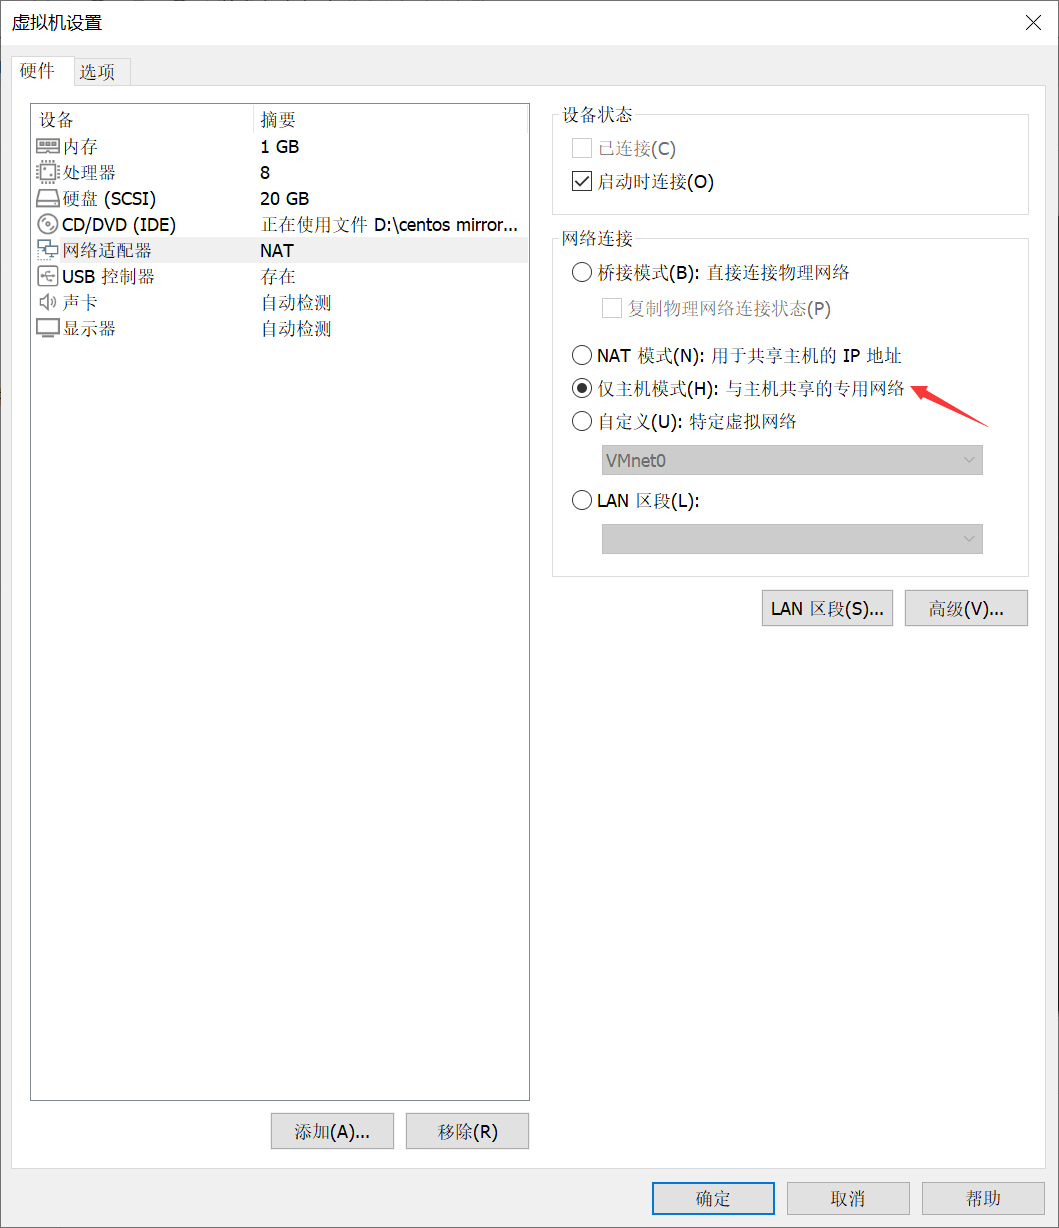 虚拟机设置
硬件 选项
设备 摘要
内存 1 GB
处理器 8
硬盘 (SCSI) 20 GB
CD/DVD (IDE) 正在使用文件 D:\centos mirror...
网络适配器 NAT
USB 控制器 存在
声卡 自动检测
显示器 自动检测
添加(A)... 移除(R)
设备状态
已连接(C)
启动时连接(O)
网络连接
桥接模式(B): 直接连接物理网络
复制物理网络连接状态(P)
NAT 模式(N): 用于共享主机的 IP 地址
仅主机模式(H): 与主机共享的专用网络
自定义(U): 特定虚拟网络
VMnet0
LAN 区段(L):
LAN 区段(S)... 高级(V)...
确定 取消 帮助